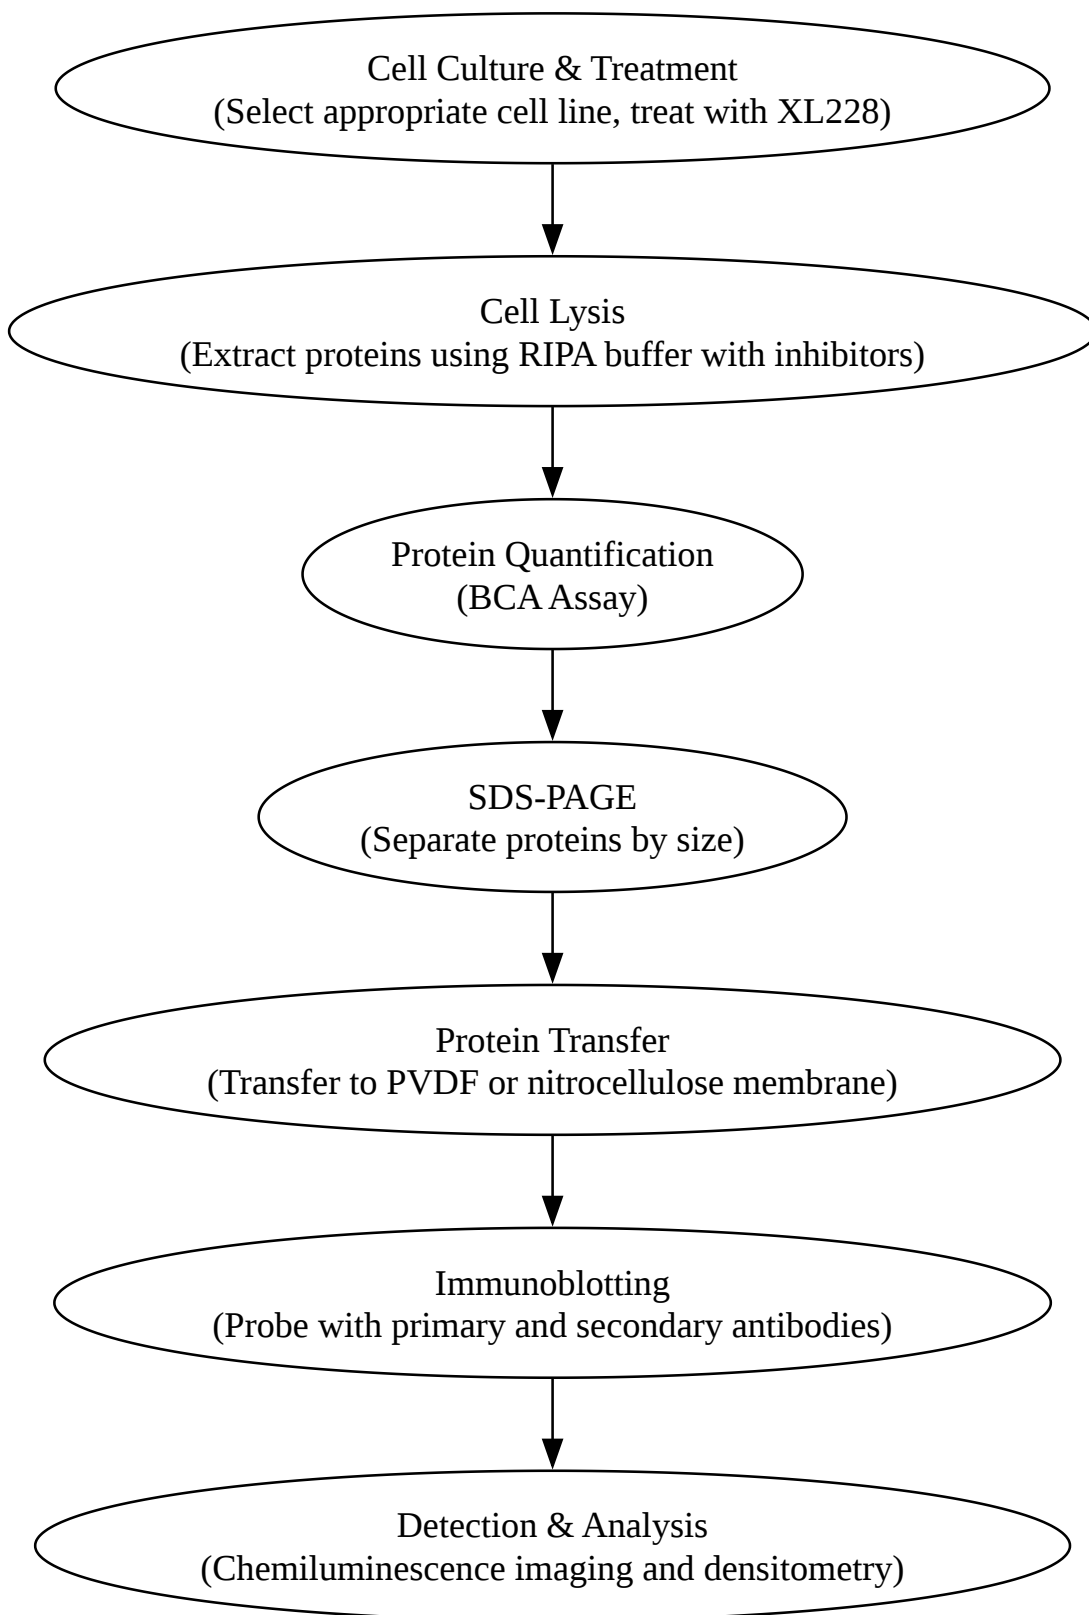 Cell Culture & Treatment
(Select appropriate cell line, treat with XL228)
Cell Lysis
(Extract proteins using RIPA buffer with inhibitors)
Protein Quantification
(BCA Assay)
SDS-PAGE
(Separate proteins by size)
Protein Transfer
(Transfer to PVDF or nitrocellulose membrane)
Immunoblotting
(Probe with primary and secondary antibodies)
Detection & Analysis
(Chemiluminescence imaging and densitometry)